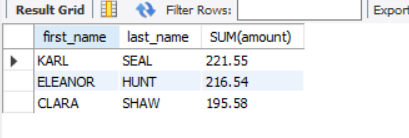 Result Grid Filter Rows: Export
first_name last_name SUM(amount)
KARL SEAL 221.55
ELEANOR HUNT 216.54
CLARA SHAW 195.58